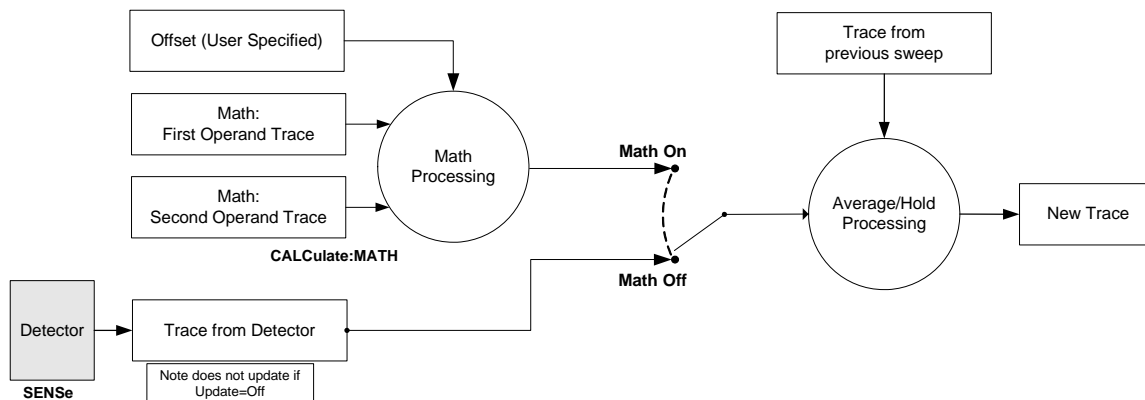 Offset (User Specified)
Math:
First Operand Trace
Math:
Second Operand Trace
CALCulate:MATH
Math
Processing
Math On
Math Off
Trace from
previous sweep
Average/Hold
Processing
New Trace
Detector
SENSe
Trace from Detector
Note does not update if
Update=Off